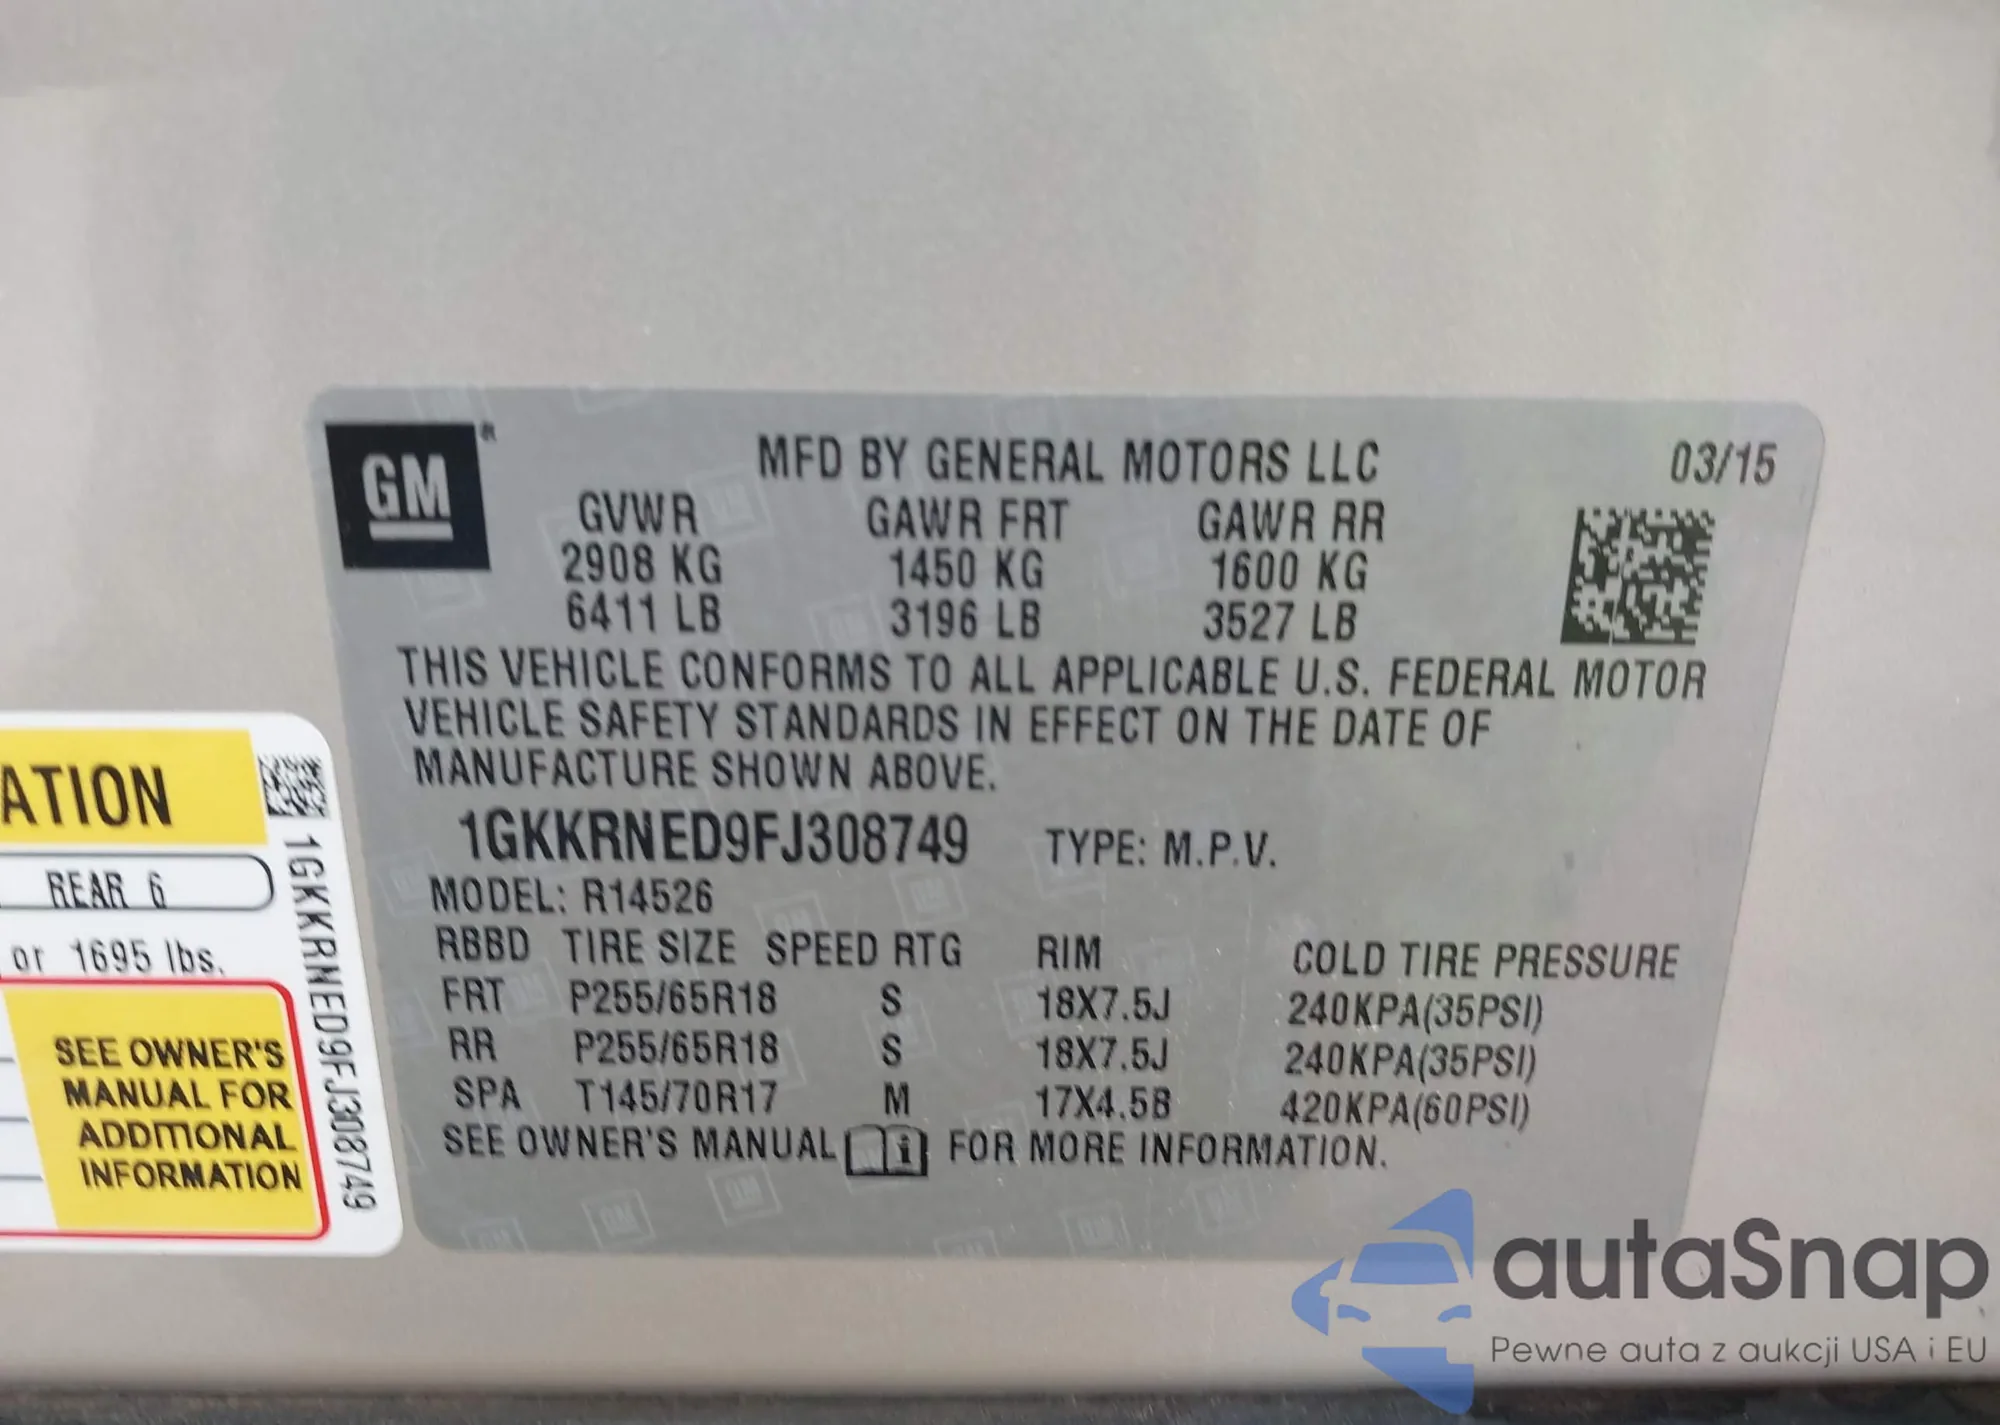 GM®
MFD BY GENERAL MOTORS LLC 03/15
GVWR GAWR FRT GAWR RR
2908 KG 1450 KG 1600 KG
6411 LB 3196 LB 3527 LB
THIS VEHICLE CONFORMS TO ALL APPLICABLE U.S. FEDERAL MOTOR
VEHICLE SAFETY STANDARDS IN EFFECT ON THE DATE OF
MANUFACTURE SHOWN ABOVE.
1GKKRNED9FJ308749 TYPE: M.P.V.
MODEL: R14526
RBBD TIRE SIZE SPEED RTG RIM COLD TIRE PRESSURE
FRT P255/65R18 S 18X7.5J 240KPA(35PSI)
RR P255/65R18 S 18X7.5J 240KPA(35PSI)
SPA T145/70R17 M 17X4.5B 420KPA(60PSI)
SEE OWNER'S MANUAL i FOR MORE INFORMATION.
ATION
REAR 6
or 1695 lbs.
SEE OWNER'S
MANUAL FOR
ADDITIONAL
INFORMATION
1GKKRNED9FJ308749
autaSnap
Pewne auta z aukcji USA i EU